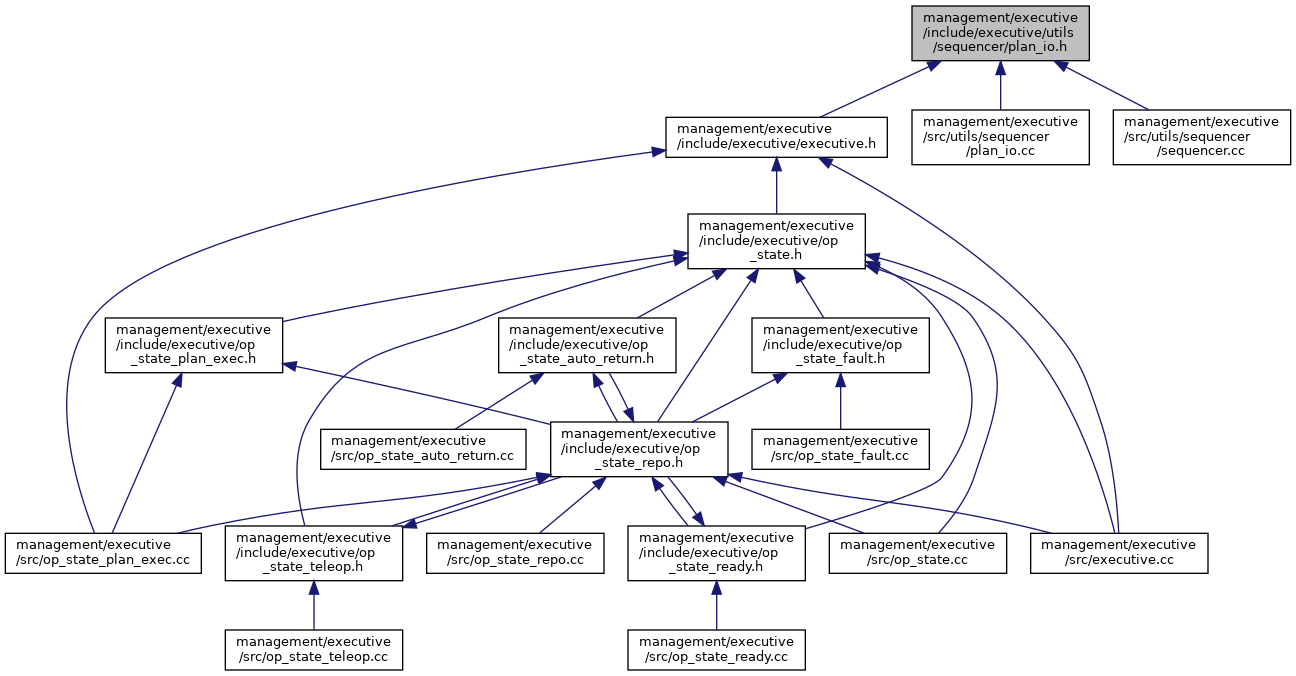 management/executive
/include/executive/utils
/sequencer/plan_io.h
management/executive
/include/executive/executive.h
management/executive
/src/utils/sequencer
/plan_io.cc
management/executive
/src/utils/sequencer
/sequencer.cc
management/executive
/include/executive/op
_state.h
management/executive
/include/executive/op
_state_plan_exec.h
management/executive
/include/executive/op
_state_auto_return.h
management/executive
/include/executive/op
_state_fault.h
management/executive
/src/op_state_auto_return.cc
management/executive
/include/executive/op
_state_repo.h
management/executive
/src/op_state_fault.cc
management/executive
/src/op_state_plan_exec.cc
management/executive
/include/executive/op
_state_teleop.h
management/executive
/src/op_state_repo.cc
management/executive
/include/executive/op
_state_ready.h
management/executive
/src/op_state.cc
management/executive
/src/executive.cc
management/executive
/src/op_state_teleop.cc
management/executive
/src/op_state_ready.cc